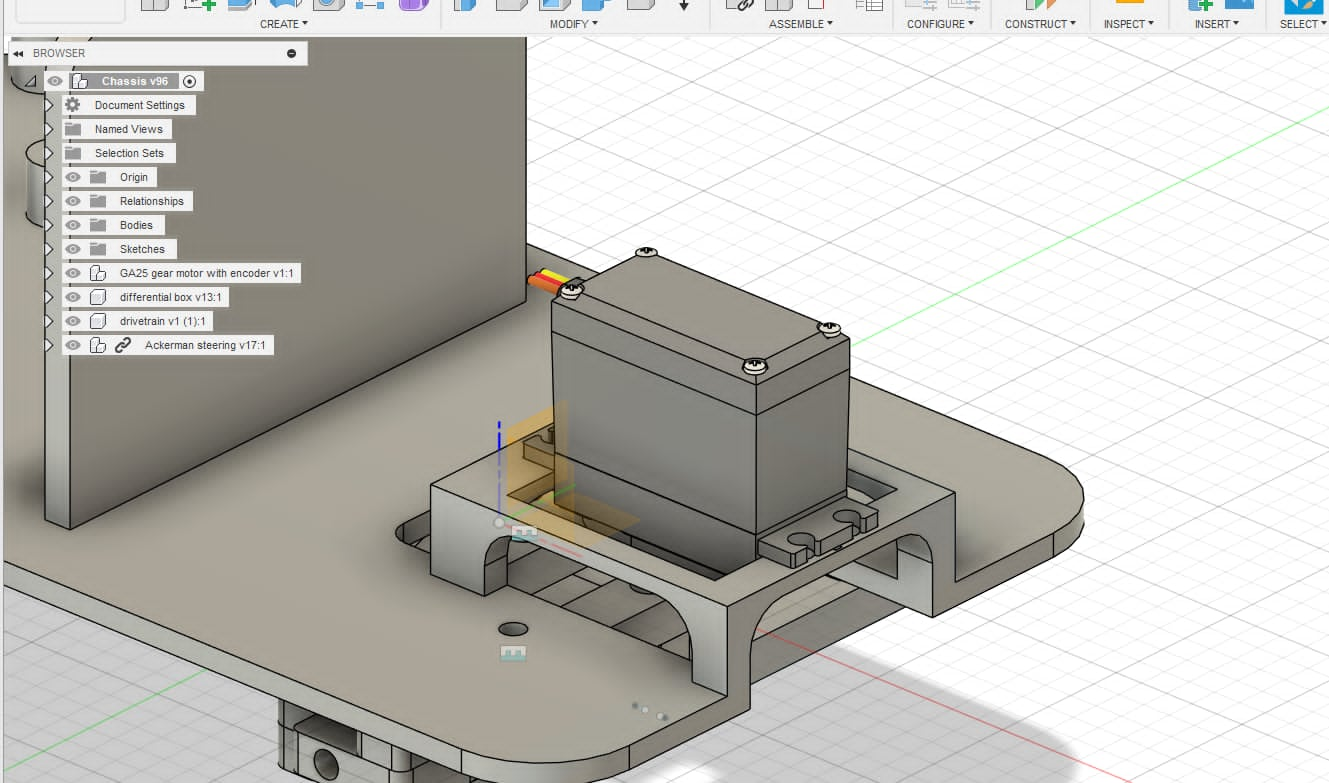 CREATE
MODIFY
ASSEMBLE
CONFIGURE
CONSTRUCT
INSPECT
INSERT
SELECT
BROWSER
Chassis v96
Document Settings
Named Views
Selection Sets
Origin
Relationships
Bodies
Sketches
GA25 gear motor with encoder v1:1
differential box v13:1
drivetrain v1 (1):1
Ackerman steering v17:1